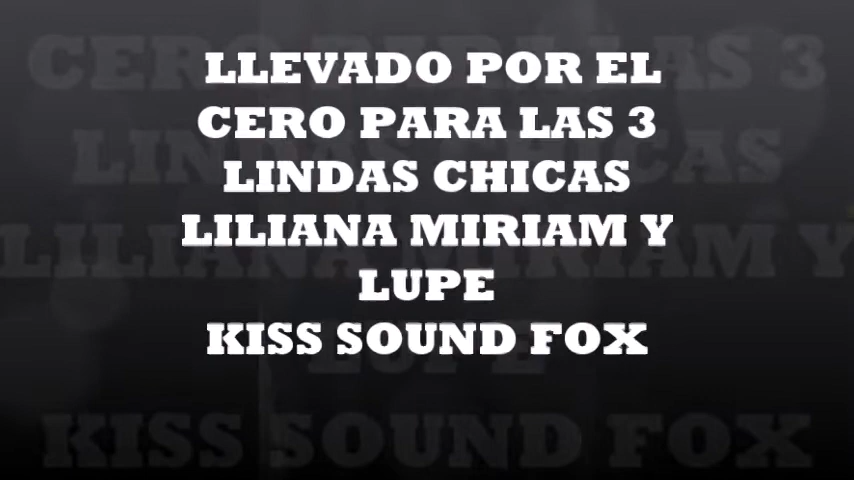 LLEVADO POR EL
CERO PARA LAS 3
LINDAS CHICAS
LILIANA MIRIAM Y
LUPE
KISS SOUND FOX